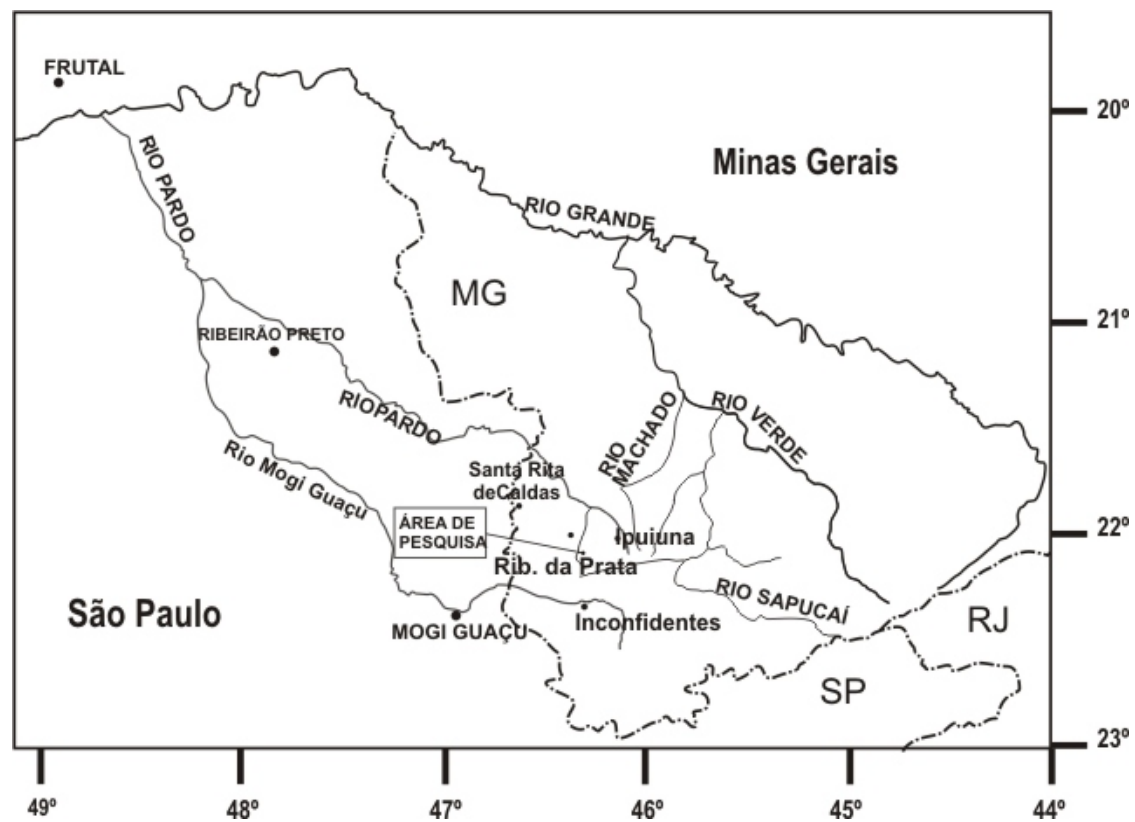 FRUTAL
20º
RIO PARDO
Minas Gerais
RIO GRANDE
MG
21º
RIBEIRÃO PRETO
RIOPARDO
RIO MACHADO
RIO VERDE
Rio Mogi Guaçu
Santa Rita
deCaldas
ÁREA DE
PESQUISA
Ipuiuna
22º
Rib. da Prata
RIO SAPUCAÍ
São Paulo
MOGI GUAÇU
Inconfidentes
RJ
SP
23º
49º
48º
47º
46º
45º
44º